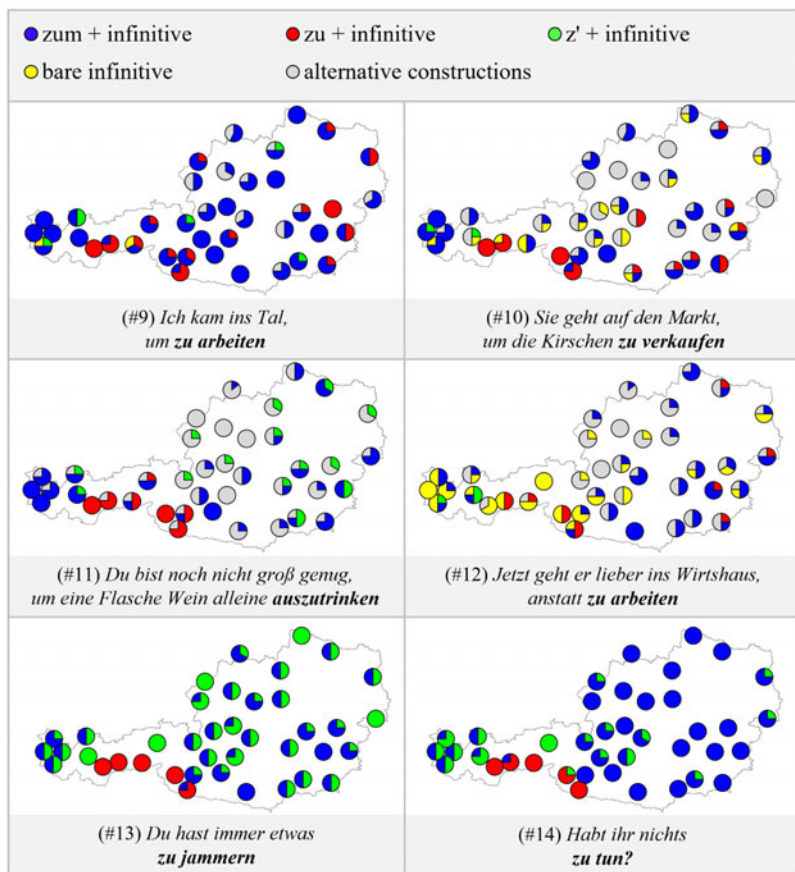 zum + infinitive
zu + infinitive
z' + infinitive
bare infinitive
alternative constructions
(#9) Ich kam ins Tal,
um zu arbeiten
(#10) Sie geht auf den Markt,
um die Kirschen zu verkaufen
(#11) Du bist noch nicht groß genug,
um eine Flasche Wein alleine auszutrinken
(#12) Jetzt geht er lieber ins Wirtshaus,
anstatt zu arbeiten
(#13) Du hast immer etwas
zu jammern
(#14) Habt ihr nichts
zu tun?